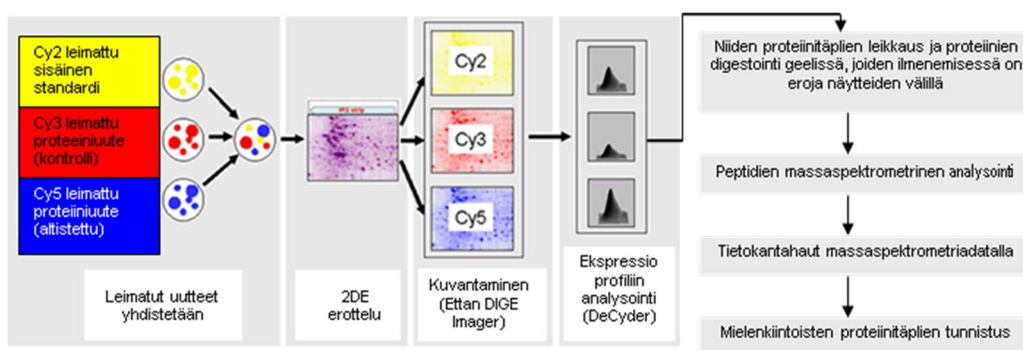 Cy2 leimattu
sisäinen
standardi
Cy3 leimattu
proteeiniuute
(kontrolli)
Cy5 leimattu
proteiiniuute
(altistettu)
Leimatut uutteet
yhdistetään
IPG strip
2DE
erottelu
Cy2
Cy3
Cy5
Kuvantaminen
(Ettan DIGE
Imager)
Ekspressio
profiliin
analysointi
(DeCyder)
Niiden proteiinitäplien leikkaus ja proteiinien
digestointi geelissä, joiden ilmenemisessä on
eroja näytteiden välillä
Peptidien massaspektrometrinen analysointi
Tietokantahaut massaspektrometriadatalla
Mielenkiintoisten proteiinitäplien tunnistus